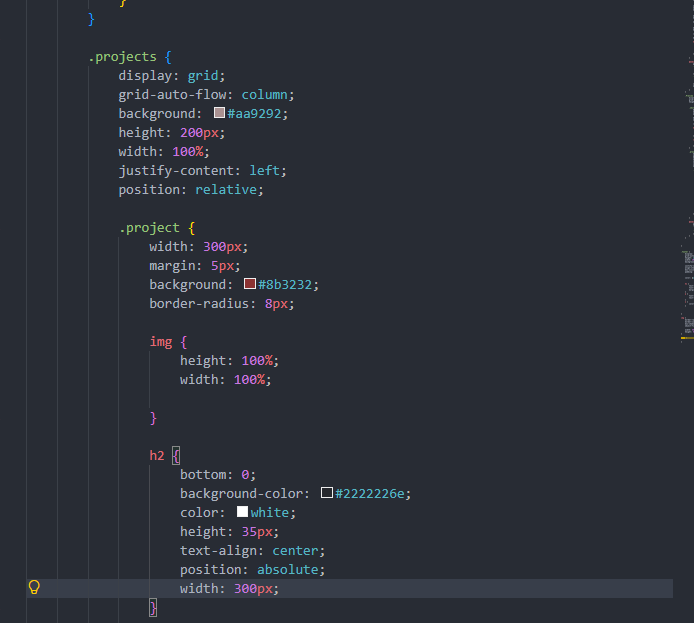 }
}
.projects {
display: grid;
grid-auto-flow: column;
background: #aa9292;
height: 200px;
width: 100%;
justify-content: left;
position: relative;
.project {
width: 300px;
margin: 5px;
background: #8b3232;
border-radius: 8px;
img {
height: 100%;
width: 100%;
}
h2 {
bottom: 0;
background-color: #2222226e;
color: white;
height: 35px;
text-align: center;
position: absolute;
width: 300px;
}